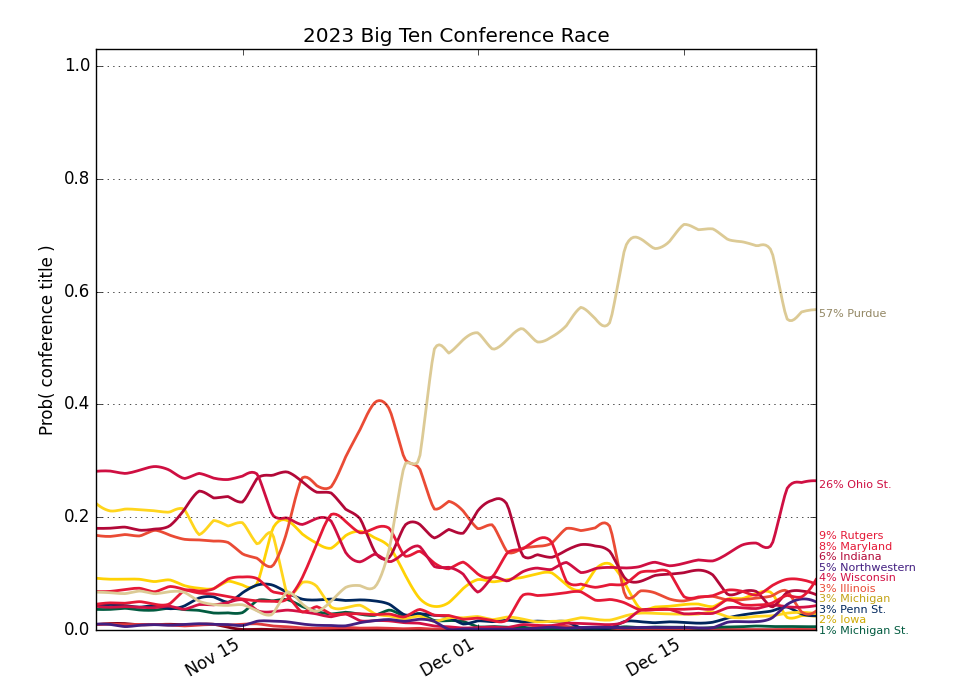 2023 Big Ten Conference Race
Prob( conference title )
1.0
0.8
0.6
0.4
0.2
0.0
Nov 15
Dec 01
Dec 15
57% Purdue
26% Ohio St.
9% Rutgers
8% Maryland
6% Indiana
5% Northwestern
4% Wisconsin
3% Illinois
3% Michigan
3% Penn St.
2% Iowa
1% Michigan St.